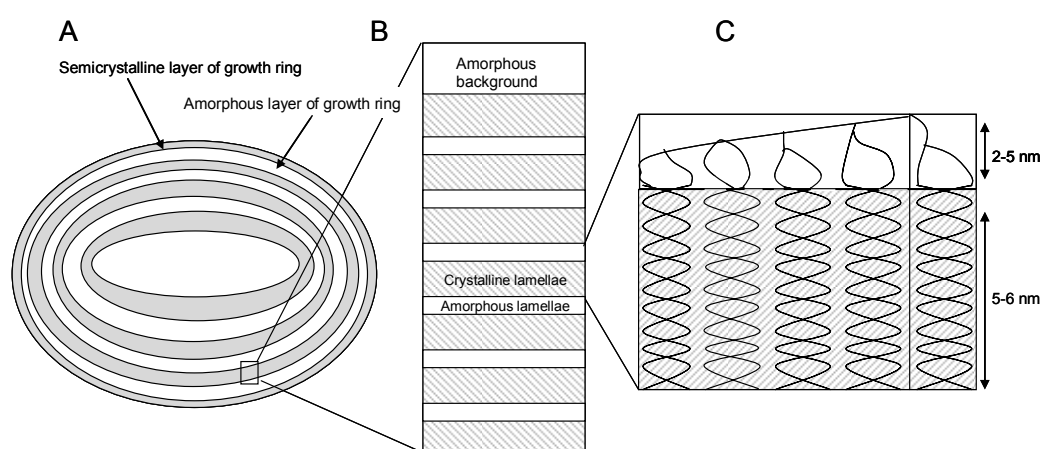 A
B
C
Semicrystalline layer of growth ring
Amorphous layer of growth ring
Amorphous
background
Crystalline lamellae
Amorphous lamellae
2-5 nm
5-6 nm